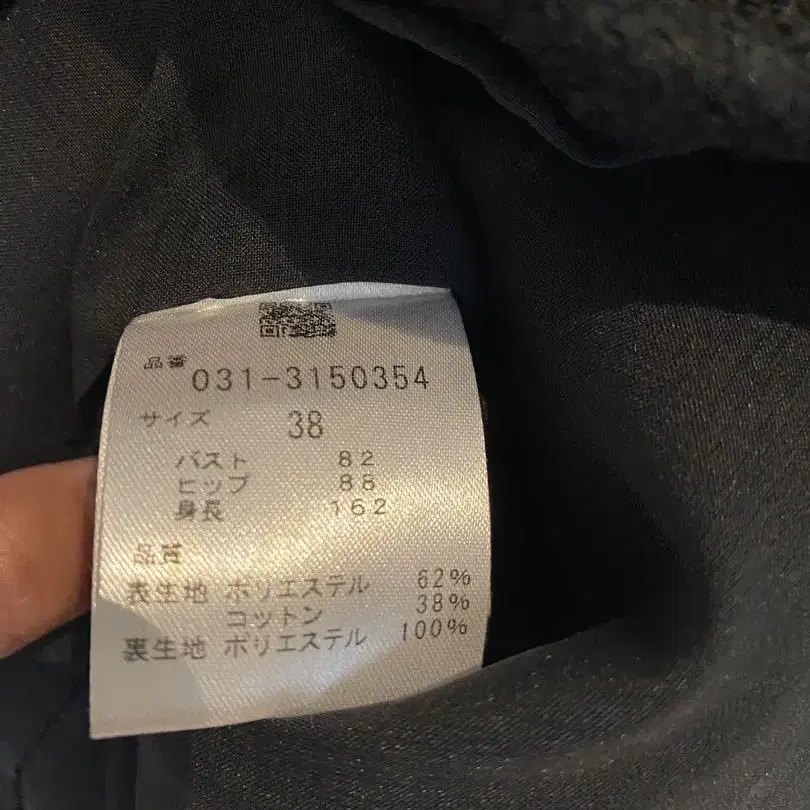 品番 031-3150354
サイズ 38
バスト 82
ヒップ 88
身長 162
品質
表生地 ポリエステル 62%
コットン 38%
裏生地 ポリエステル 100%